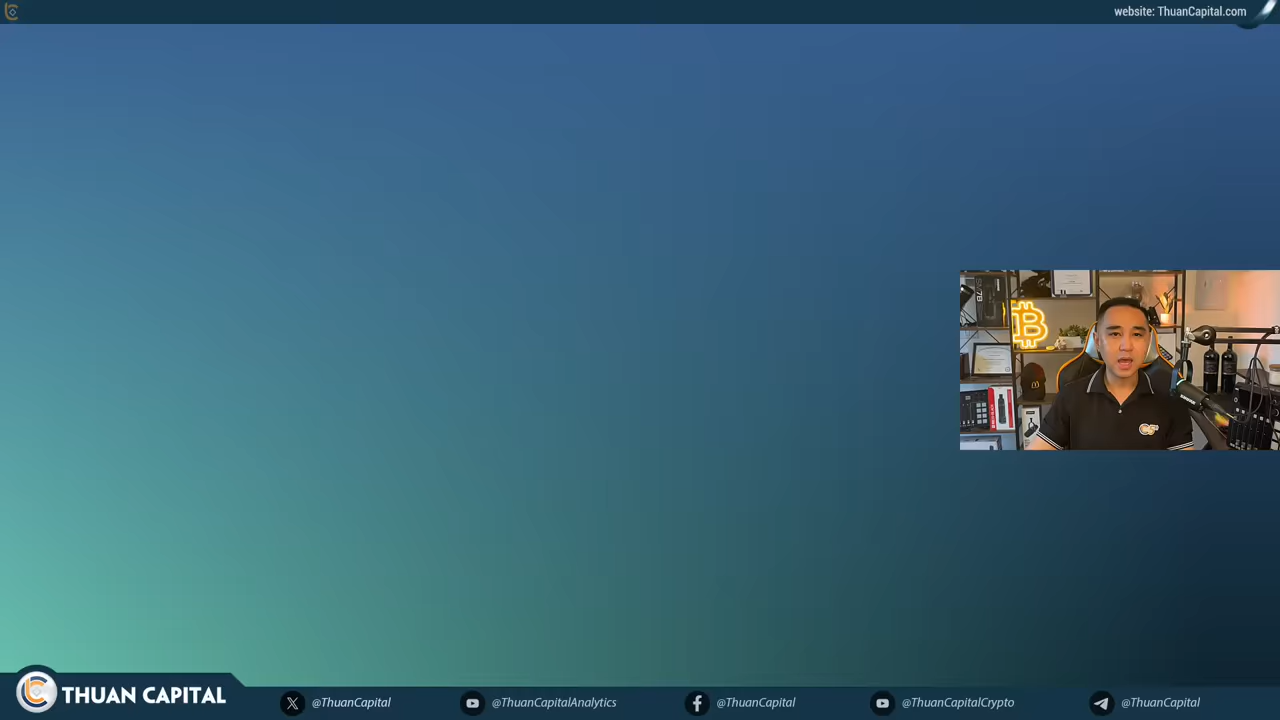 website: ThuanCapital.com
THUAN CAPITAL
@ThuanCapital
@ThuanCapitalAnalytics
@ThuanCapital
@ThuanCapitalCrypto
@ThuanCapital